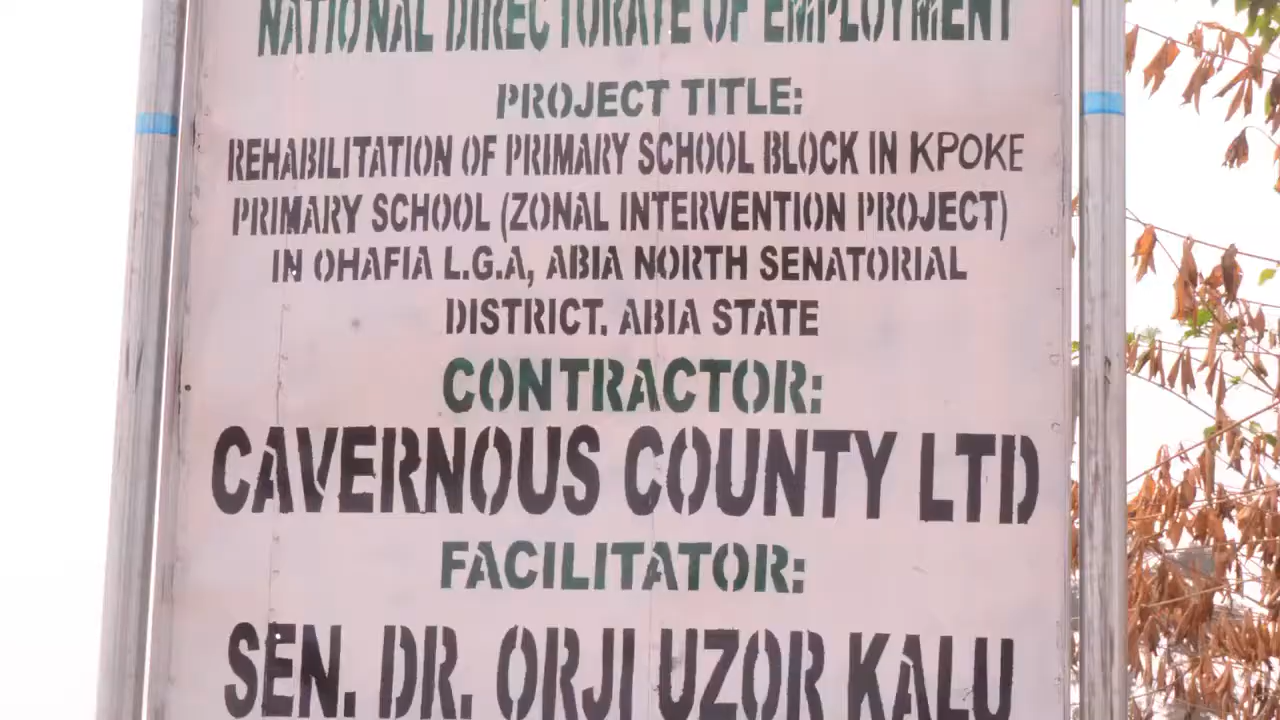 NATIONAL DIRECTORATE OF EMPLOYMENT
PROJECT TITLE:
REHABILITATION OF PRIMARY SCHOOL BLOCK IN KPOKE
PRIMARY SCHOOL (ZONAL INTERVENTION PROJECT)
IN OHAFIA L.G.A, ABIA NORTH SENATORIAL
DISTRICT. ABIA STATE
CONTRACTOR:
CAVERNOUS COUNTY LTD
FACILITATOR:
SEN. DR. ORJI UZOR KALU